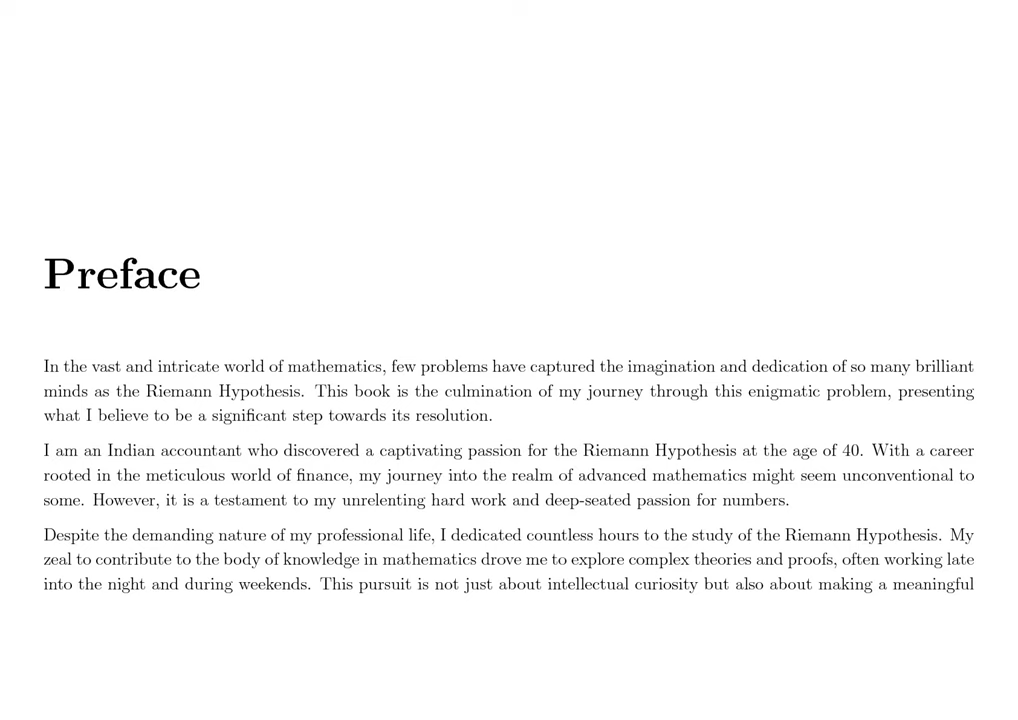 Preface
In the vast and intricate world of mathematics, few problems have captured the imagination and dedication of so many brilliant
minds as the Riemann Hypothesis. This book is the culmination of my journey through this enigmatic problem, presenting
what I believe to be a significant step towards its resolution.
I am an Indian accountant who discovered a captivating passion for the Riemann Hypothesis at the age of 40. With a career
rooted in the meticulous world of finance, my journey into the realm of advanced mathematics might seem unconventional to
some. However, it is a testament to my unrelenting hard work and deep-seated passion for numbers.
Despite the demanding nature of my professional life, I dedicated countless hours to the study of the Riemann Hypothesis. My
zeal to contribute to the body of knowledge in mathematics drove me to explore complex theories and proofs, often working late
into the night and during weekends. This pursuit is not just about intellectual curiosity but also about making a meaningful